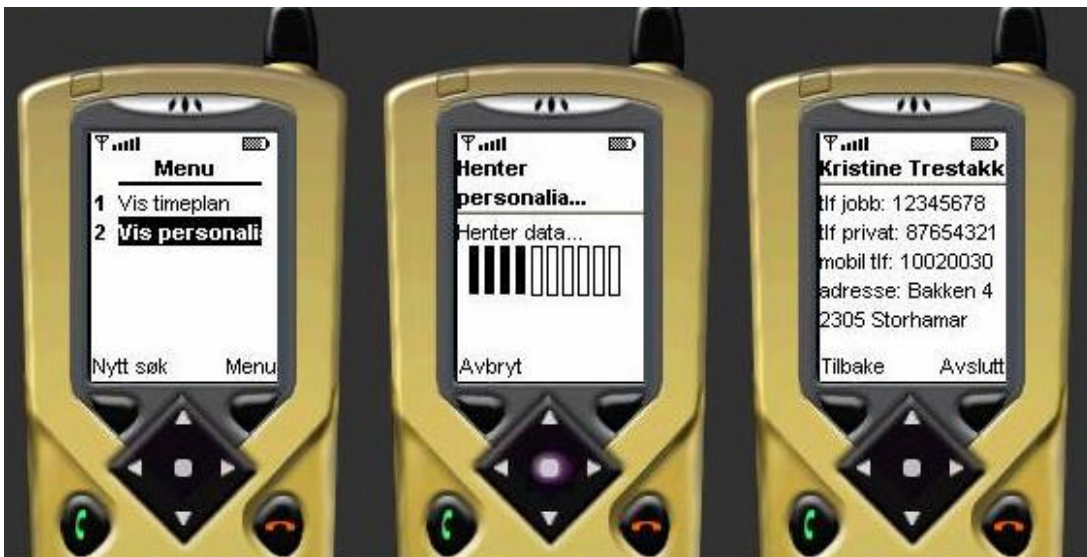 Menu
1 Vis timeplan
2 Vis personali
Nytt søk Menu
Henter
personalia...
Henter data...
Avbryt
Kristine Trestakk
tlf jobb: 12345678
tlf privat: 87654321
mobil tlf: 10020030
adresse: Bakken 4
2305 Storhamar
Tilbake Avslutt